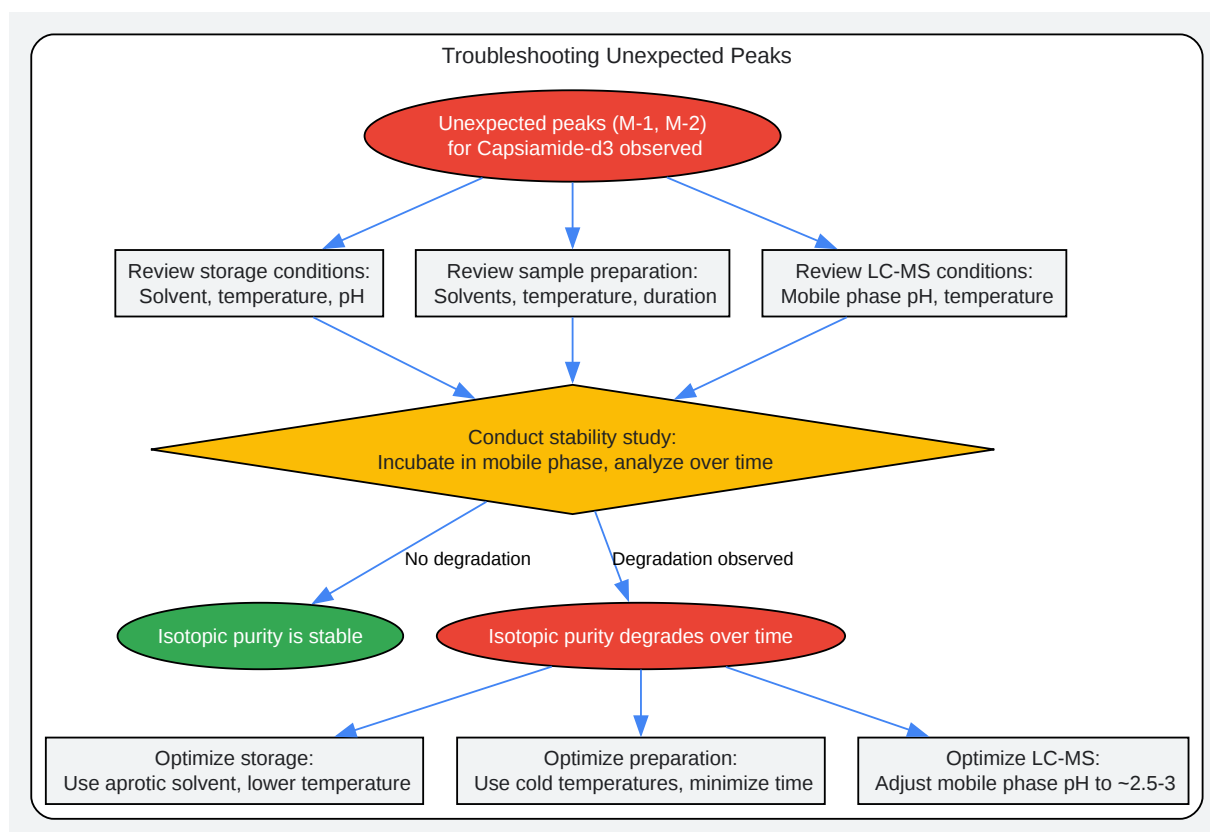 Troubleshooting Unexpected Peaks
Unexpected peaks (M-1, M-2)
for Capsiamide-d3 observed
Review storage conditions:
Solvent, temperature, pH
Review sample preparation:
Solvents, temperature, duration
Review LC-MS conditions:
Mobile phase pH, temperature
Conduct stability study:
Incubate in mobile phase, analyze over time
No degradation
Degradation observed
Isotopic purity is stable
Isotopic purity degrades over time
Optimize storage:
Use aprotic solvent, lower temperature
Optimize preparation:
Use cold temperatures, minimize time
Optimize LC-MS:
Adjust mobile phase pH to ~2.5-3